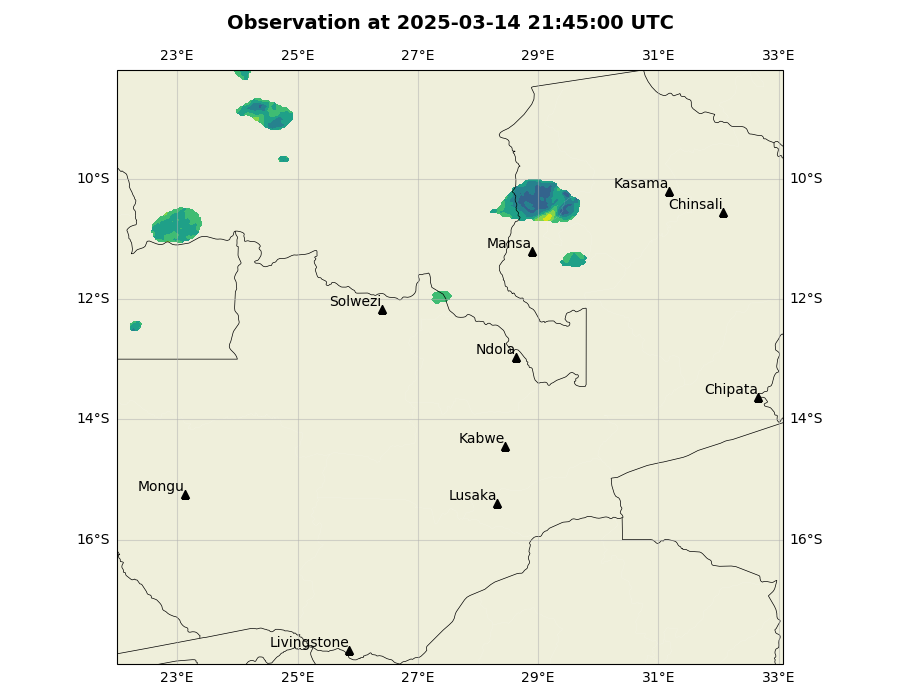 Observation at 2025-03-14 21:45:00 UTC
23°E 25°E 27°E 29°E 31°E 33°E
10°S 10°S
Kasama
Chinsali
Mansa
12°S 12°S
Solwezi
Ndola
Chipata
14°S 14°S
Kabwe
Mongu
Lusaka
16°S 16°S
Livingstone
23°E 25°E 27°E 29°E 31°E 33°E